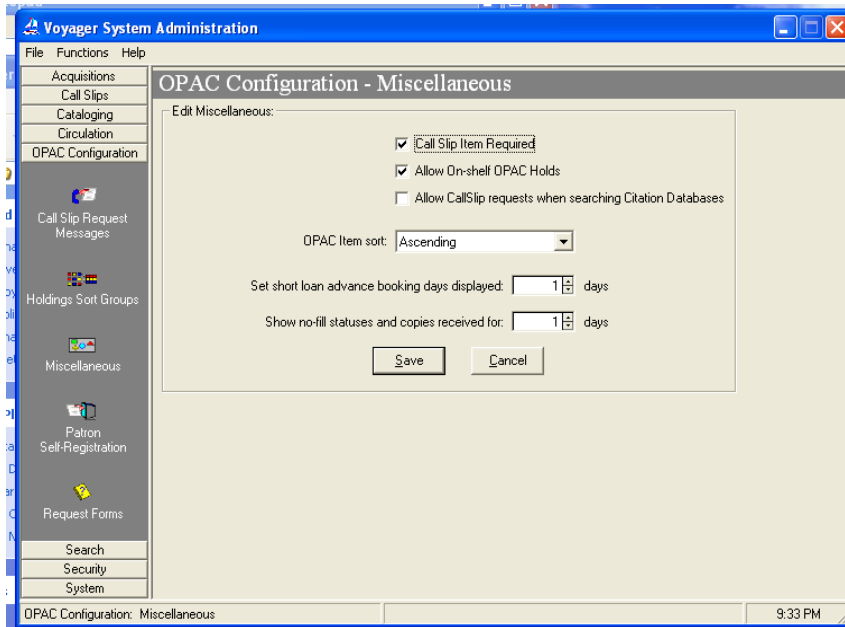 Voyager System Administration
File Functions Help
Acquisitions
Call Slips
Cataloging
Circulation
OPAC Configuration
Call Slip Request
Messages
Holdings Sort Groups
Miscellaneous
Patron
Self-Registration
Request Forms
Search
Security
System
OPAC Configuration - Miscellaneous
Edit Miscellaneous:
Call Slip Item Required
Allow On-shelf OPAC Holds
Allow CallSlip requests when searching Citation Databases
OPAC Item sort: Ascending
Set short loan advance booking days displayed: 1 days
Show no-fill statuses and copies received for: 1 days
Save Cancel
OPAC Configuration: Miscellaneous 9:33 PM